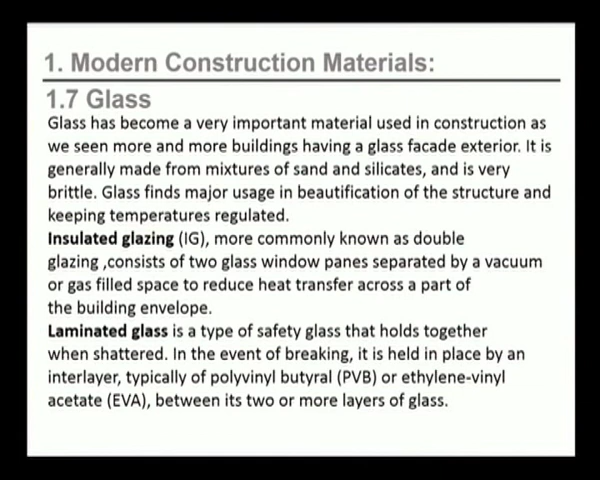 1. Modern Construction Materials:
1.7 Glass
Glass has become a very important material used in construction as
we seen more and more buildings having a glass facade exterior. It is
generally made from mixtures of sand and silicates, and is very
brittle. Glass finds major usage in beautification of the structure and
keeping temperatures regulated.
Insulated glazing (IG), more commonly known as double
glazing ,consists of two glass window panes separated by a vacuum
or gas filled space to reduce heat transfer across a part of
the building envelope.
Laminated glass is a type of safety glass that holds together
when shattered. In the event of breaking, it is held in place by an
interlayer, typically of polyvinyl butyral (PVB) or ethylene-vinyl
acetate (EVA), between its two or more layers of glass.